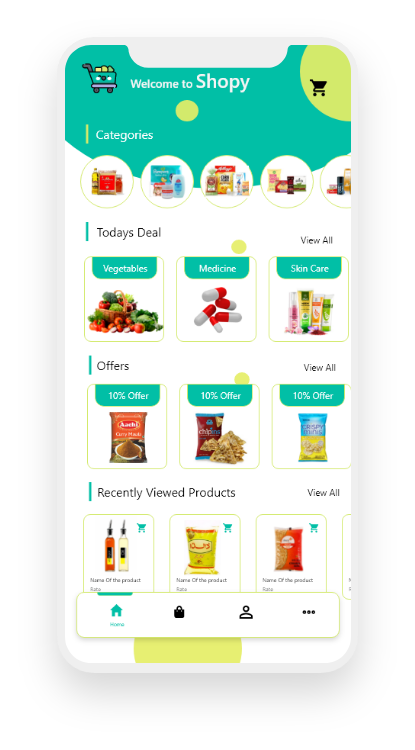 Welcome to Shopy
Categories
Todays Deal
View All
Vegetables
Medicine
Skin Care
Offers
View All
10% Offer
10% Offer
10% Offer
Aachi
Recently Viewed Products
View All
Name Of the product
Name Of the product
Name Of the product
Rate
Rate
Rate
Home